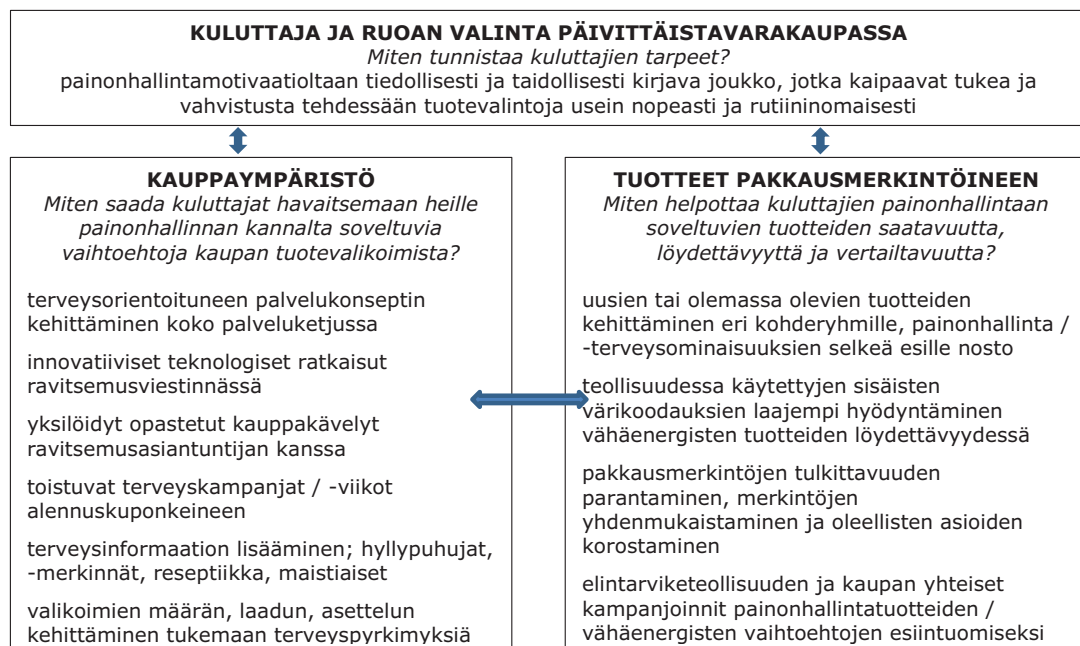 KULUTTAJA JA RUOAN VALINTA PÄIVITTÄISTAVARAKAUPASSA
Miten tunnistaa kuluttajien tarpeet?
painonhallintamotivaatioltaan tiedollisesti ja taidollisesti kirjava joukko, jotka kaipaavat tukea ja
vahvistusta tehdessään tuotevalintoja usein nopeasti ja rutiininomaisesti
KAUPPAYMPÄRISTÖ
Miten saada kuluttajat havaitsemaan heille
painonhallinnan kannalta soveltuvia
vaihtoehtoja kaupan tuotevalikoimista?
terveysorientoituneen palvelukonseptin
kehittäminen koko palveluketjussa
innovatiiviset teknologiset ratkaisut
ravitsemusviestinnässä
yksilöidyt opastetut kauppakävelyt
ravitsemusasiantuntijan kanssa
toistuvat terveyskampanjat / -viikot
alennuskuponkeineen
terveysinformaation lisääminen; hyllypuhujat,
-merkinnät, reseptiikka, maistiaiset
valikoimien määrän, laadun, asettelun
kehittäminen tukemaan terveyspyrkimyksiä
TUOTTEET PAKKAUSMERKINTÖINEEN
Miten helpottaa kuluttajien painonhallintaan
soveltuvien tuotteiden saatavuutta,
löydettävyyttä ja vertailtavuutta?
uusien tai olemassa olevien tuotteiden
kehittäminen eri kohderyhmille, painonhallinta /
-terveysominaisuuksien selkeä esille nosto
teollisuudessa käytettyjen sisäisten
värikoodauksien laajempi hyödyntäminen
vähäenergisten tuotteiden löydettävyydessä
pakkausmerkintöjen tulkittavuuden
parantaminen, merkintöjen
yhdenmukaistaminen ja oleellisten asioiden
korostaminen
elintarviketeollisuuden ja kaupan yhteiset
kampanjoinnit painonhallintatuotteiden /
vähäenergisten vaihtoehtojen esiintuomiseksi